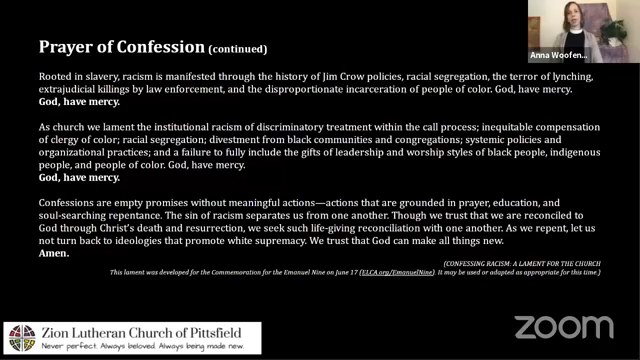 Prayer of Confession (continued)
Anna Woofen...
Rooted in slavery, racism is manifested through the history of Jim Crow policies, racial segregation, the terror of lynching,
extrajudicial killings by law enforcement, and the disproportionate incarceration of people of color. God, have mercy.
God, have mercy.
As church we lament the institutional racism of discriminatory treatment within the call process; inequitable compensation
of clergy of color; racial segregation; divestment from black communities and congregations; systemic policies and
organizational practices; and a failure to fully include the gifts of leadership and worship styles of black people, indigenous
people, and people of color. God, have mercy.
God, have mercy.
Confessions are empty promises without meaningful actions—actions that are grounded in prayer, education, and
soul-searching repentance. The sin of racism separates us from one another. Though we trust that we are reconciled to
God through Christ's death and resurrection, we seek such life-giving reconciliation with one another. As we repent, let us
not turn back to ideologies that promote white supremacy. We trust that God can make all things new.
Amen.
(CONFESSING RACISM: A LAMENT FOR THE CHURCH
This lament was developed for the Commemoration for the Emanuel Nine on June 17 (ELCA.org/EmanuelNine). It may be used or adapted as appropriate for this time.)
Zion Lutheran Church of Pittsfield
Never perfect. Always beloved. Always being made new.
zoom